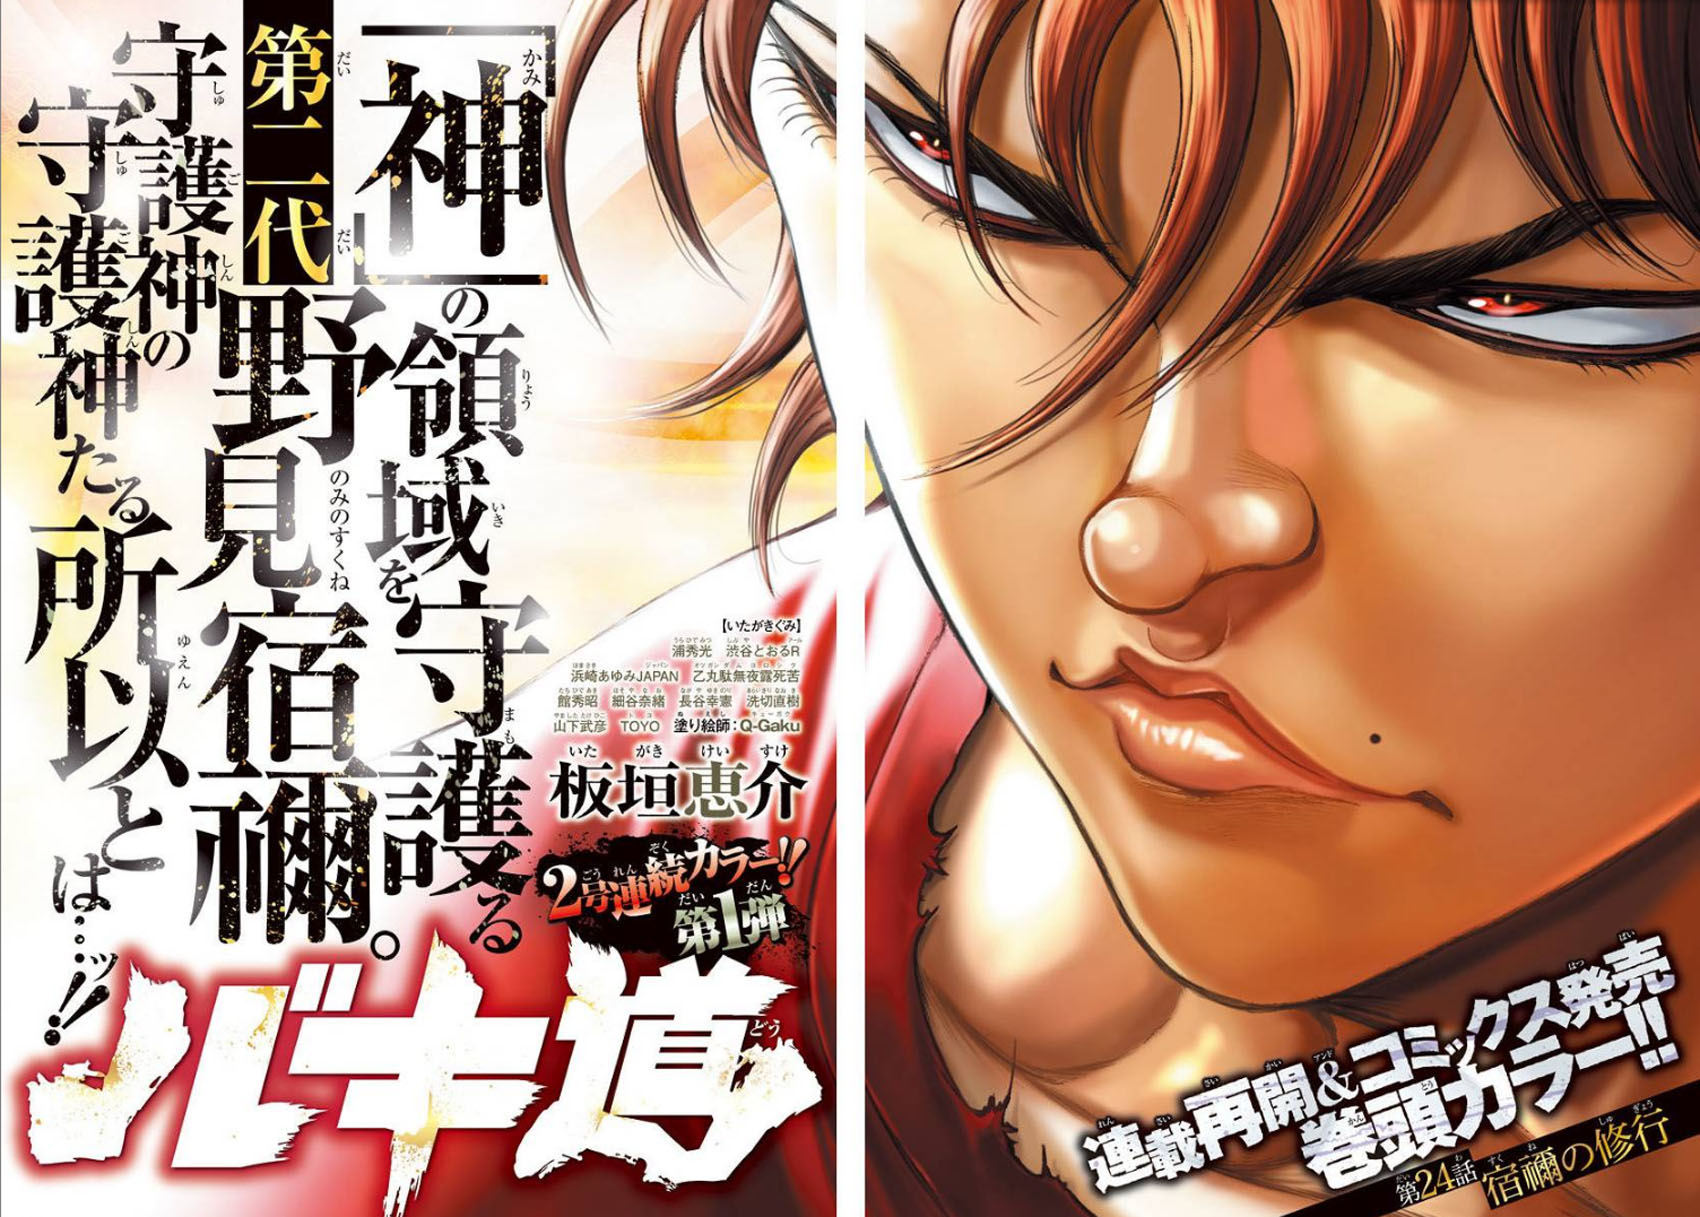 「神」の領域を守護る
第二代野見宿禰。
守護神の
守護神たる所以とは…ッ!!
【いたがきぐみ】
浦秀光 渋谷とおるR
浜崎あゆみJAPAN 乙丸駄無夜露死苦
館秀昭 細谷奈緒 長谷幸憲 洗切直樹
山下武彦 TOYO 塗り絵師：Q-Gaku
板垣恵介
2号連続カラー!!
第1弾
バキ道
連載再開&コミックス発売
巻頭カラー!!
第24話 宿禰の修行